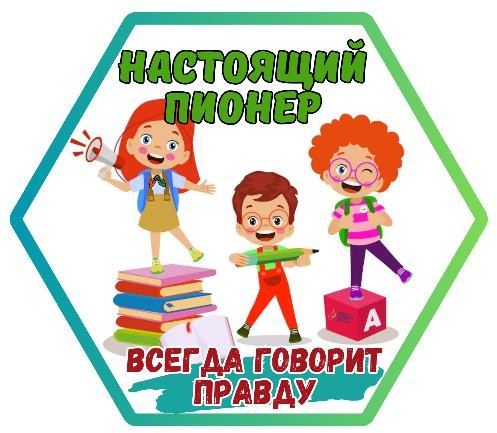 НАСТОЯЩИЙ
ПИОНЕР
А
ВСЕГДА ГОВОРИТ
ПРАВДУ